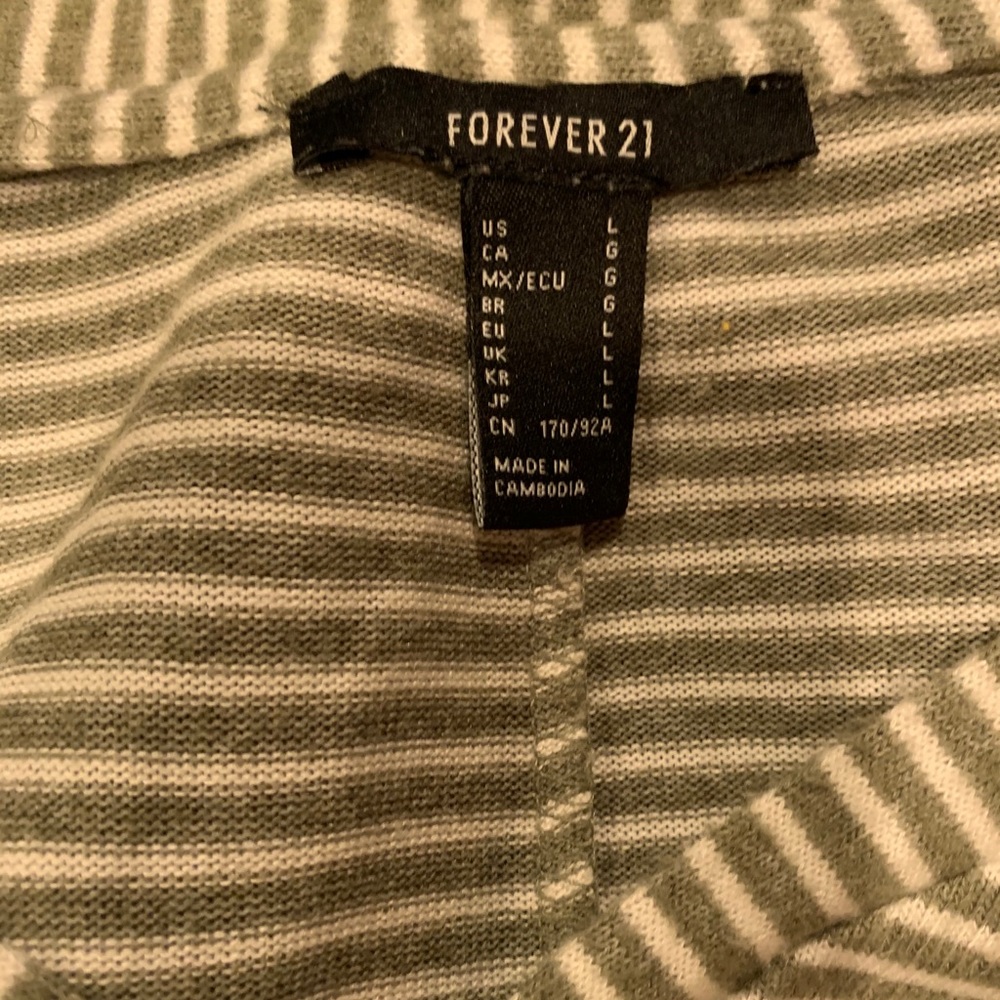 FOREVER 21
US L
CA G
MX/ECU G
BR G
EU L
UK L
KR L
JP L
CN 170/92A
MADE IN
CAMBODIA